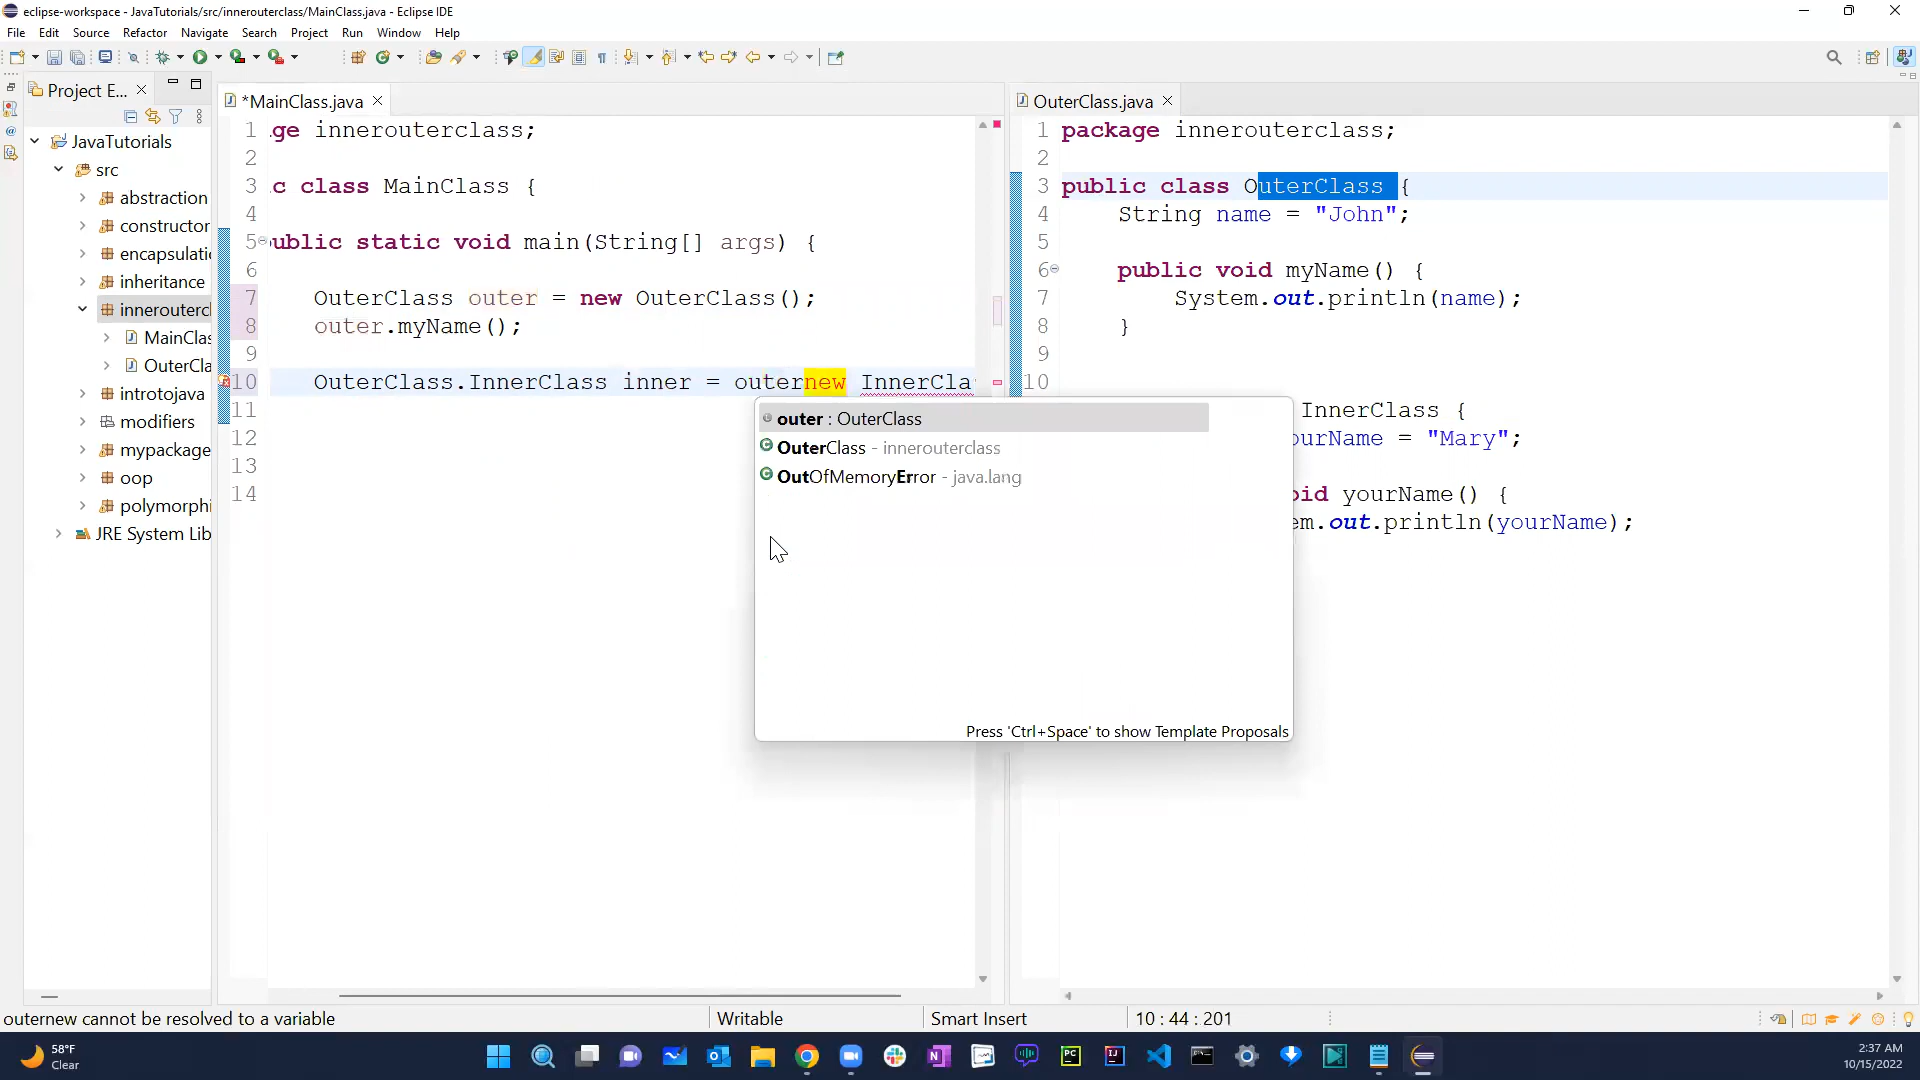 eclipse-workspace - JavaTutorials/src/innerouterclass/MainClass.java - Eclipse IDE
File Edit Source Refactor Navigate Search Project Run Window Help
Project E...
JavaTutorials
src
abstraction
constructor
encapsulatio
inheritance
innerouterc
MainClas
OuterCla
introtojava
modifiers
mypackage
oop
polymorphi
JRE System Lib
*MainClass.java
1 ge innerouterclass;
2
3 c class MainClass {
4
5 ublic static void main(String[] args) {
6
7 OuterClass outer = new OuterClass();
8 outer.myName();
9
10 OuterClass.InnerClass inner = outernew InnerCla
11
12
13
14
outer : OuterClass
OuterClass - innerouterclass
OutOfMemoryError - java.lang
Press 'Ctrl+Space' to show Template Proposals
OuterClass.java
1 package innerouterclass;
2
3 public class OuterClass {
4 String name = "John";
5
6 public void myName() {
7 System.out.println(name);
8 }
9
10
InnerClass {
ourName = "Mary";
oid yourName() {
em.out.println(yourName);
outernew cannot be resolved to a variable
Writable
Smart Insert
10 : 44 : 201
58°F
Clear
2:37 AM
10/15/2022